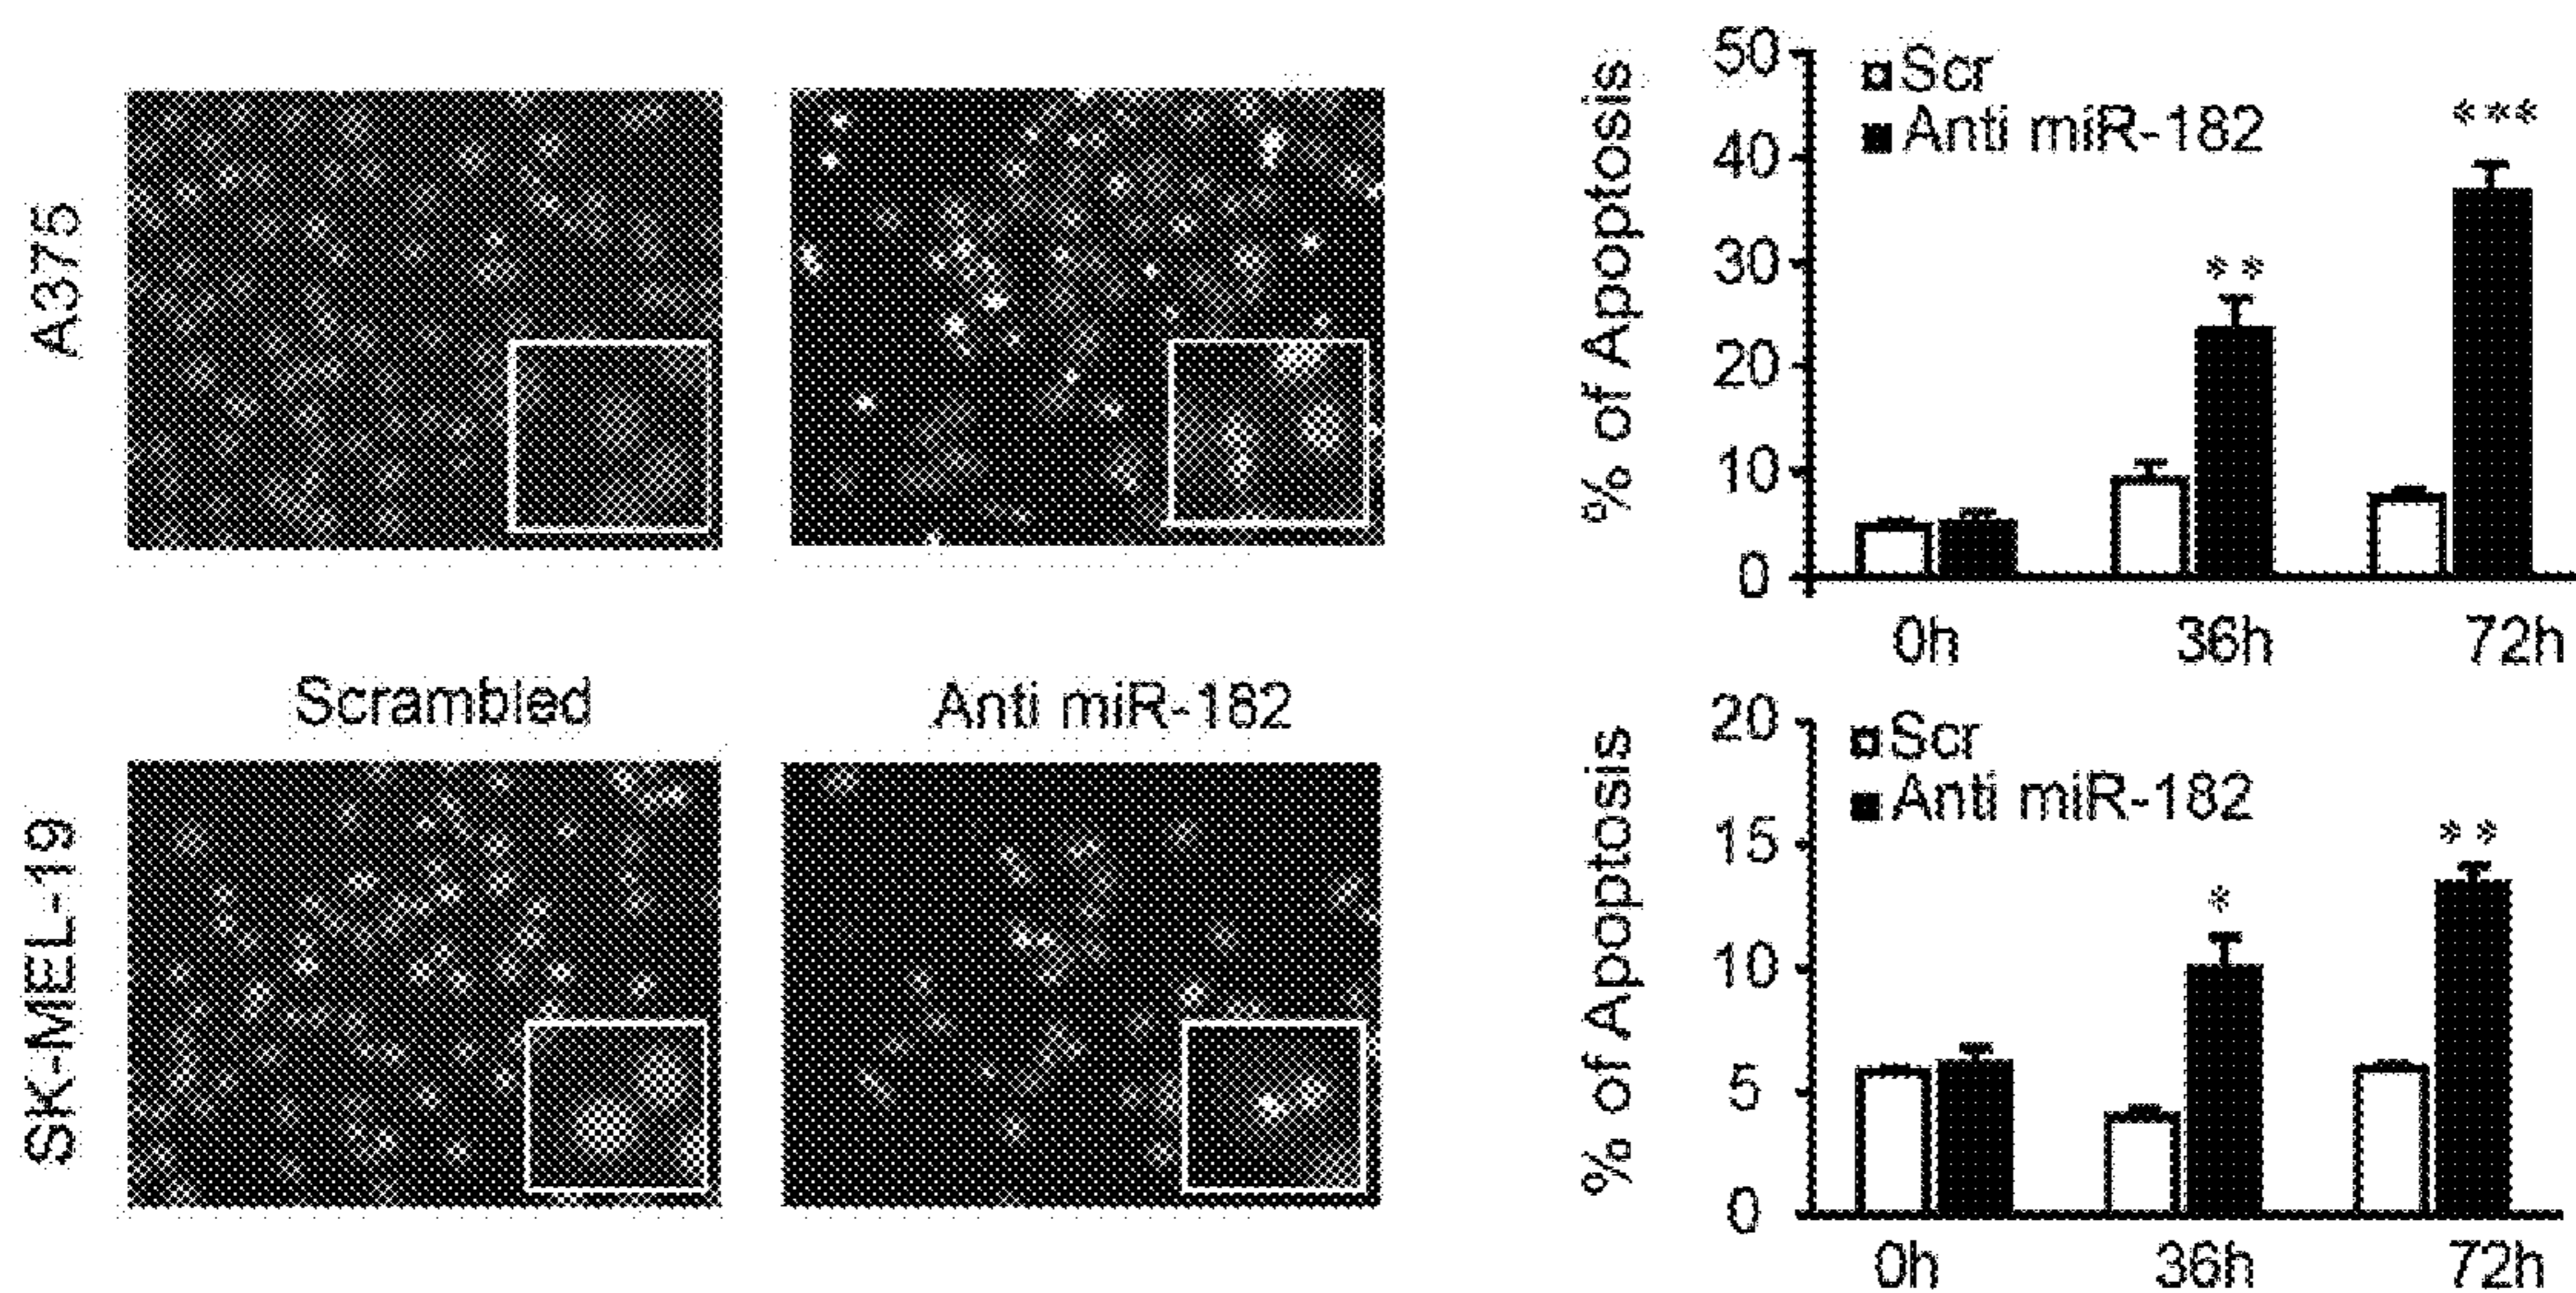 A375
% of Apoptosis
50
40
30
20
10
0
Scr
Anti miR-182
**
***
0h
36h
72h
Scrambled
Anti miR-182
SK-MEL-19
% of Apoptosis
20
15
10
5
0
Scr
Anti miR-182
*
**
0h
36h
72h